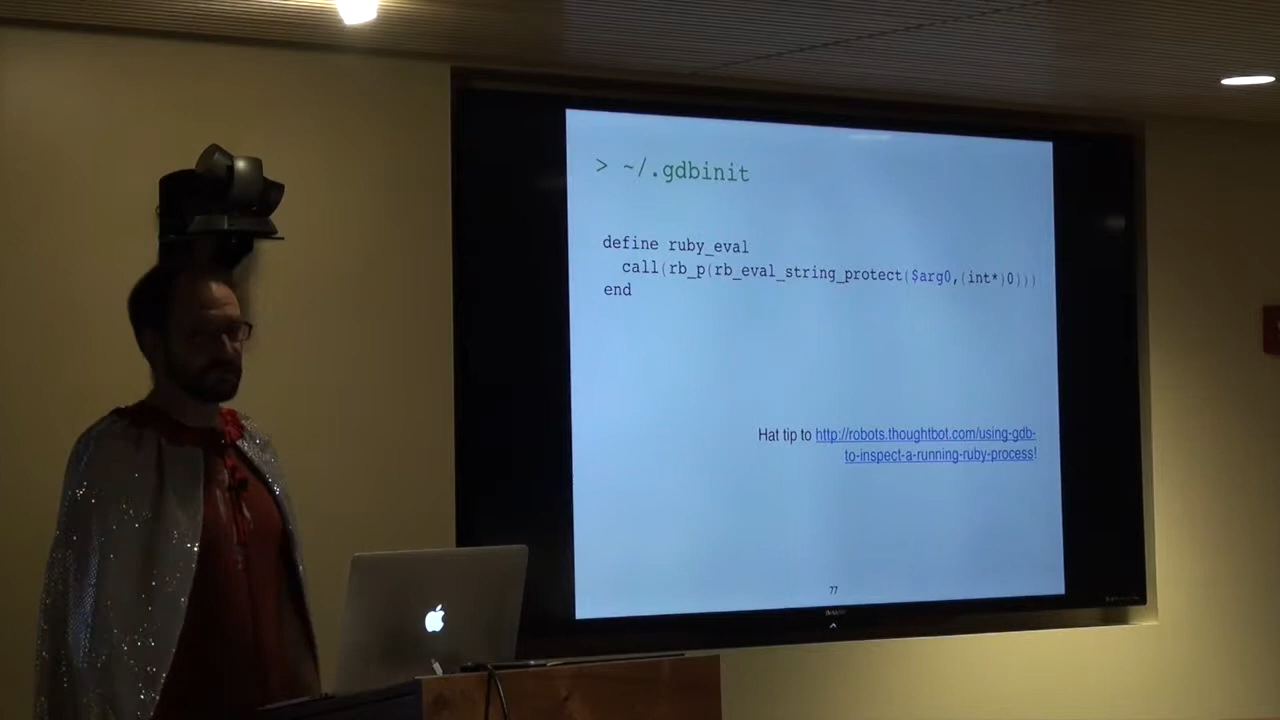 > ~/.gdbinit
define ruby_eval
call(rb_p(rb_eval_string_protect($arg0,(int*)0)))
end
Hat tip to http://robots.thoughtbot.com/using-gdb-
to-inspect-a-running-ruby-process!
77